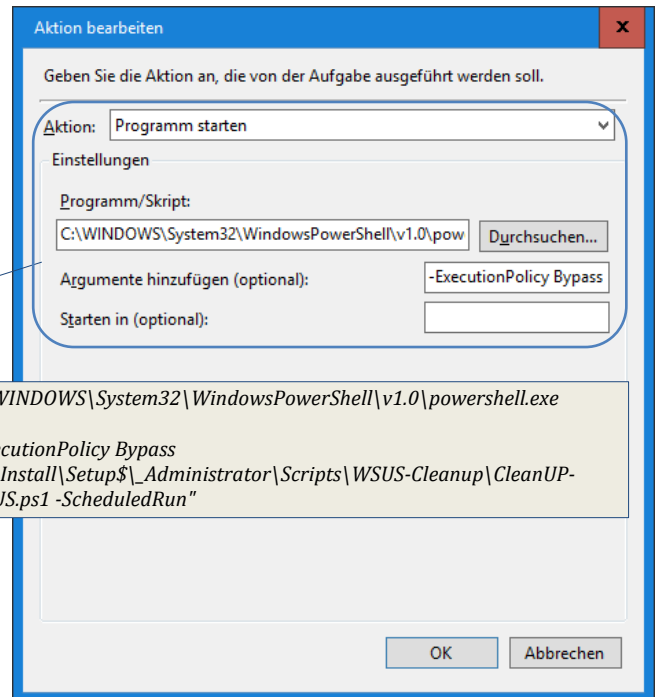 Aktion bearbeiten
x
Geben Sie die Aktion an, die von der Aufgabe ausgeführt werden soll.
Aktion: Programm starten
Einstellungen
Programm/Skript:
C:\WINDOWS\System32\WindowsPowerShell\v1.0\pow Durchsuchen...
Argumente hinzufügen (optional): -ExecutionPolicy Bypass
Starten in (optional):
WINDOWS\System32\WindowsPowerShell\v1.0\powershell.exe
cutionPolicy Bypass
Install\Setup$\_Administrator\Scripts\WSUS-Cleanup\CleanUP-
US.ps1 -ScheduledRun"
OK Abbrechen